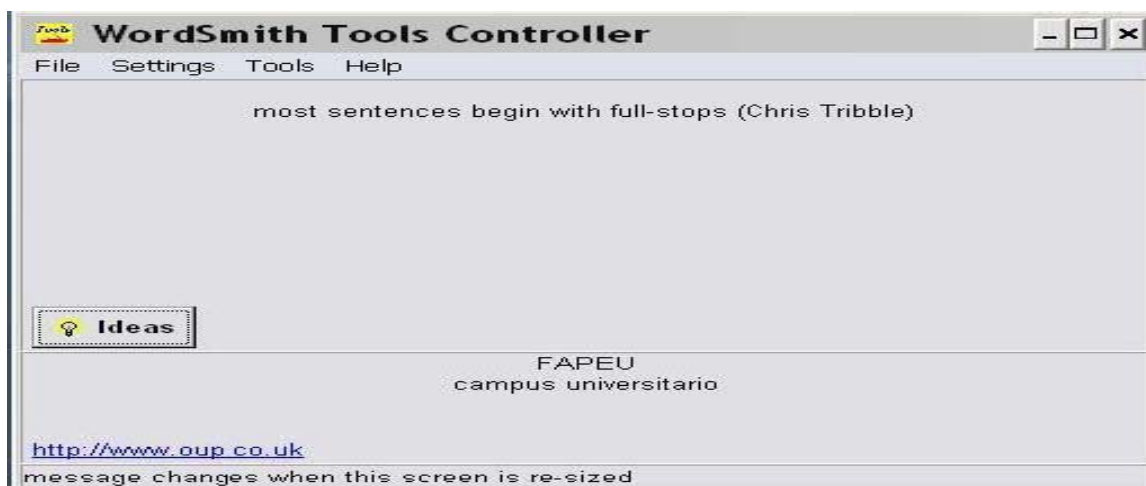 Tools WordSmith Tools Controller
File Settings Tools Help
most sentences begin with full-stops (Chris Tribble)
Ideas
FAPEU
campus universitario
http://www.oup.co.uk
message changes when this screen is re-sized